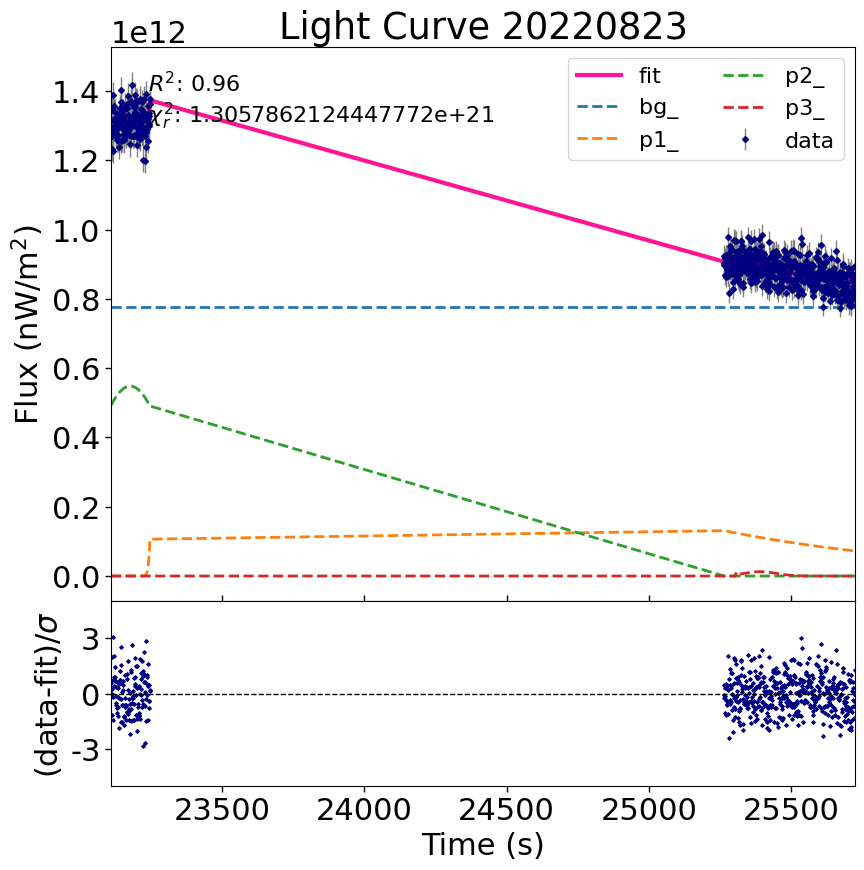 Light Curve 20220823
1e12
R²: 0.96
χ²ᵣ: 1.3057862124447772e+21
fit
bg_
p1_
p2_
p3_
data
Flux (nW/m²)
1.4
1.2
1.0
0.8
0.6
0.4
0.2
0.0
(data-fit)/σ
3
0
-3
23500 24000 24500 25000 25500
Time (s)